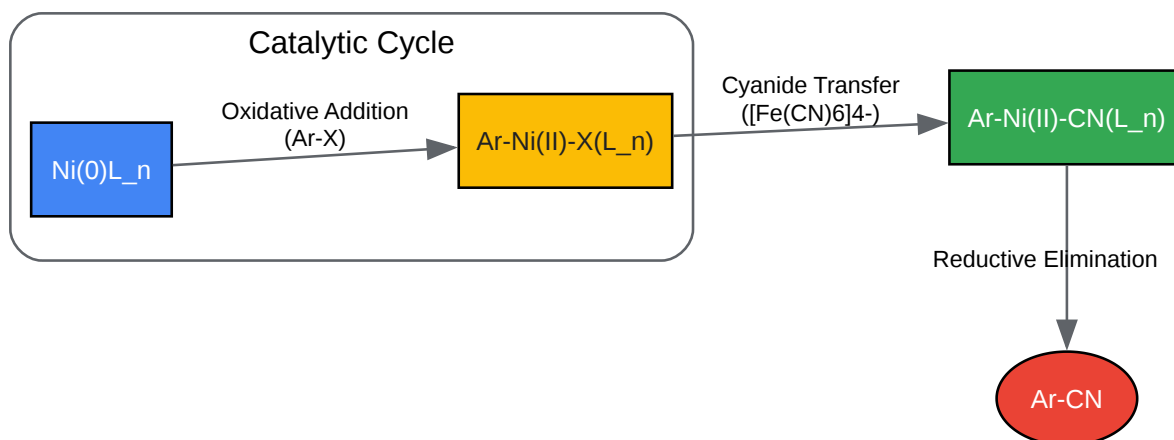 Catalytic Cycle
Oxidative Addition
(Ar-X)
Cyanide Transfer
([Fe(CN)6]4-)
Ni(0)L_n
Ar-Ni(II)-X(L_n)
Ar-Ni(II)-CN(L_n)
Reductive Elimination
Ar-CN